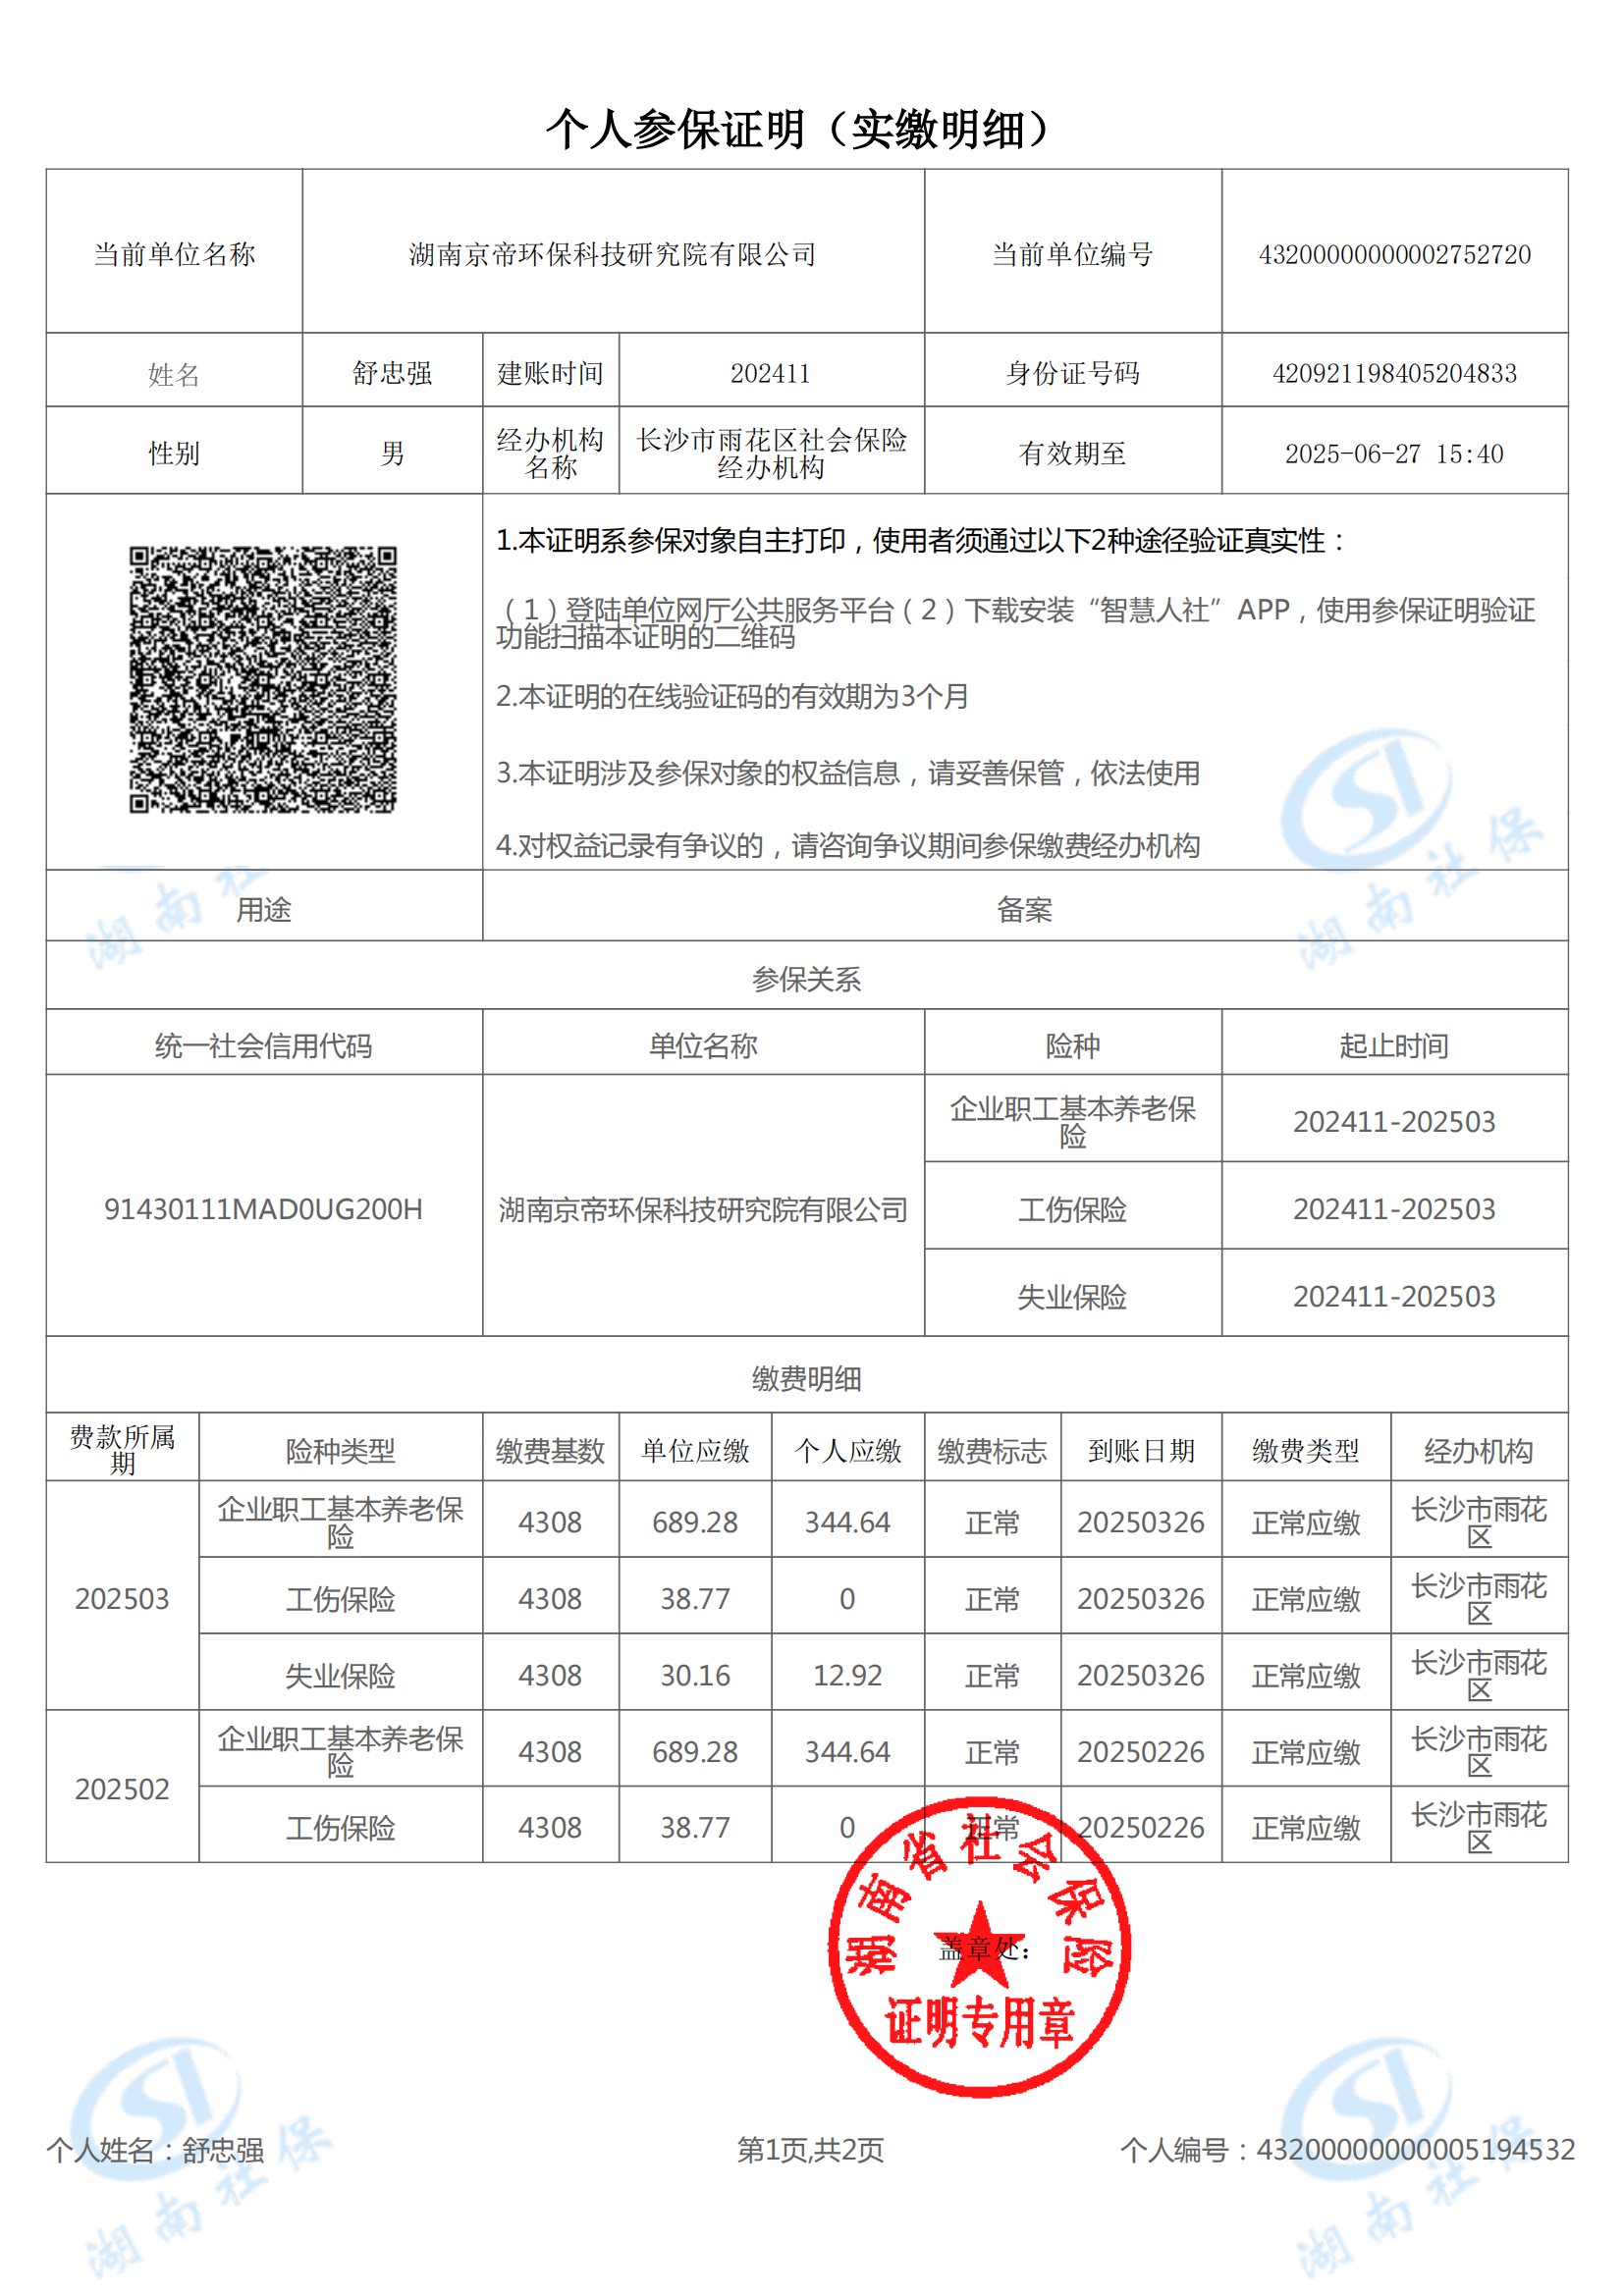 个人参保证明（实缴明细）
当前单位名称 湖南京帝环保科技研究院有限公司 当前单位编号 43200000000002752720
姓名 舒忠强 建账时间 202411 身份证号码 420921198405204833
性别 男 经办机构名称 长沙市雨花区社会保险经办机构 有效期至 2025-06-27 15:40
1.本证明系参保对象自主打印，使用者须通过以下2种途径验证真实性：
（1）登陆单位网厅公共服务平台（2）下载安装“智慧人社”APP，使用参保证明验证
功能扫描本证明的二维码
2.本证明的在线验证码的有效期为3个月
3.本证明涉及参保对象的权益信息，请妥善保管，依法使用
4.对权益记录有争议的，请咨询争议期间参保缴费经办机构
用途 备案
参保关系
统一社会信用代码 单位名称 险种 起止时间
91430111MAD0UG200H 湖南京帝环保科技研究院有限公司 企业职工基本养老保险 202411-202503
工伤保险 202411-202503
失业保险 202411-202503
缴费明细
费款所属期 险种类型 缴费基数 单位应缴 个人应缴 缴费标志 到账日期 缴费类型 经办机构
202503 企业职工基本养老保险 4308 689.28 344.64 正常 20250326 正常应缴 长沙市雨花区
工伤保险 4308 38.77 0 正常 20250326 正常应缴 长沙市雨花区
失业保险 4308 30.16 12.92 正常 20250326 正常应缴 长沙市雨花区
202502 企业职工基本养老保险 4308 689.28 344.64 正常 20250226 正常应缴 长沙市雨花区
工伤保险 4308 38.77 0 正常 20250226 正常应缴 长沙市雨花区
湖南省社会保险
盖章处：
证明专用章
个人姓名：舒忠强 第1页,共2页 个人编号：43200000000005194532
SI
湖南社保
湖南社
SI
湖南社保
SI
湖南社保